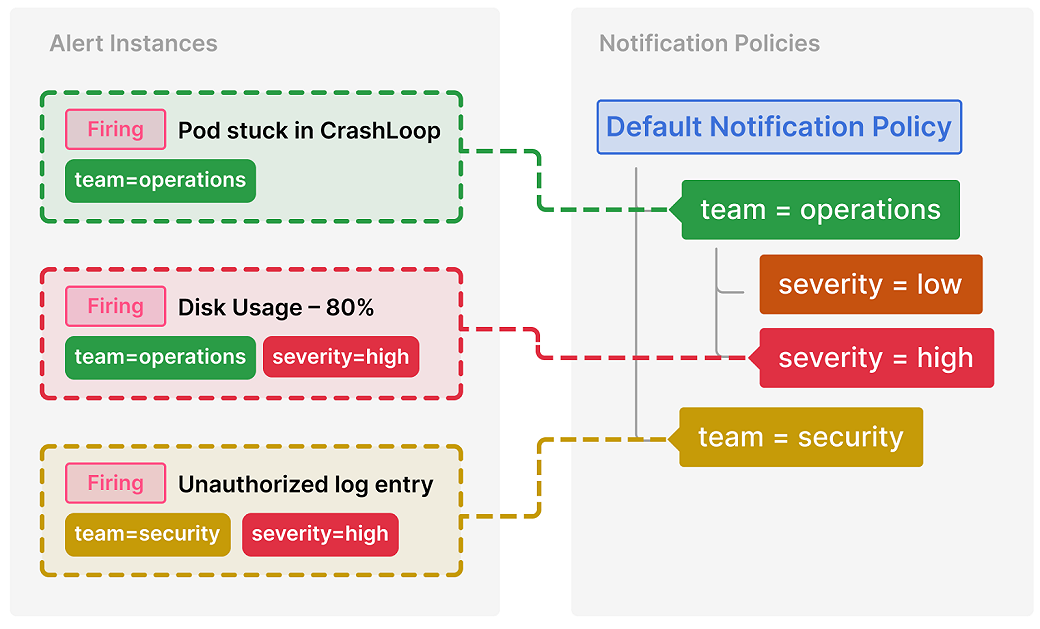 Alert Instances
Firing
Pod stuck in CrashLoop
team=operations
Firing
Disk Usage – 80%
team=operations
severity=high
Firing
Unauthorized log entry
team=security
severity=high
Notification Policies
Default Notification Policy
team = operations
severity = low
severity = high
team = security